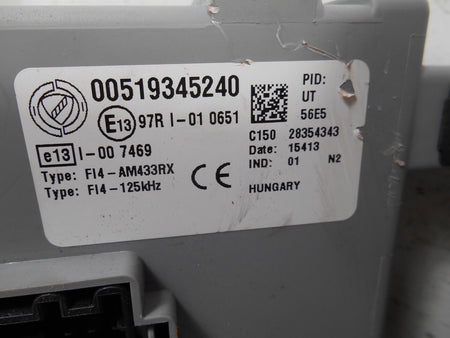 00519345240
E13 97R I-01 0651
e13 I-00 7469
Type: FI4-AM433RX
Type: FI4-125kHz
CE
PID:
UT
56E5
C150 28354343
Date: 15413
IND: 01 N2
HUNGARY